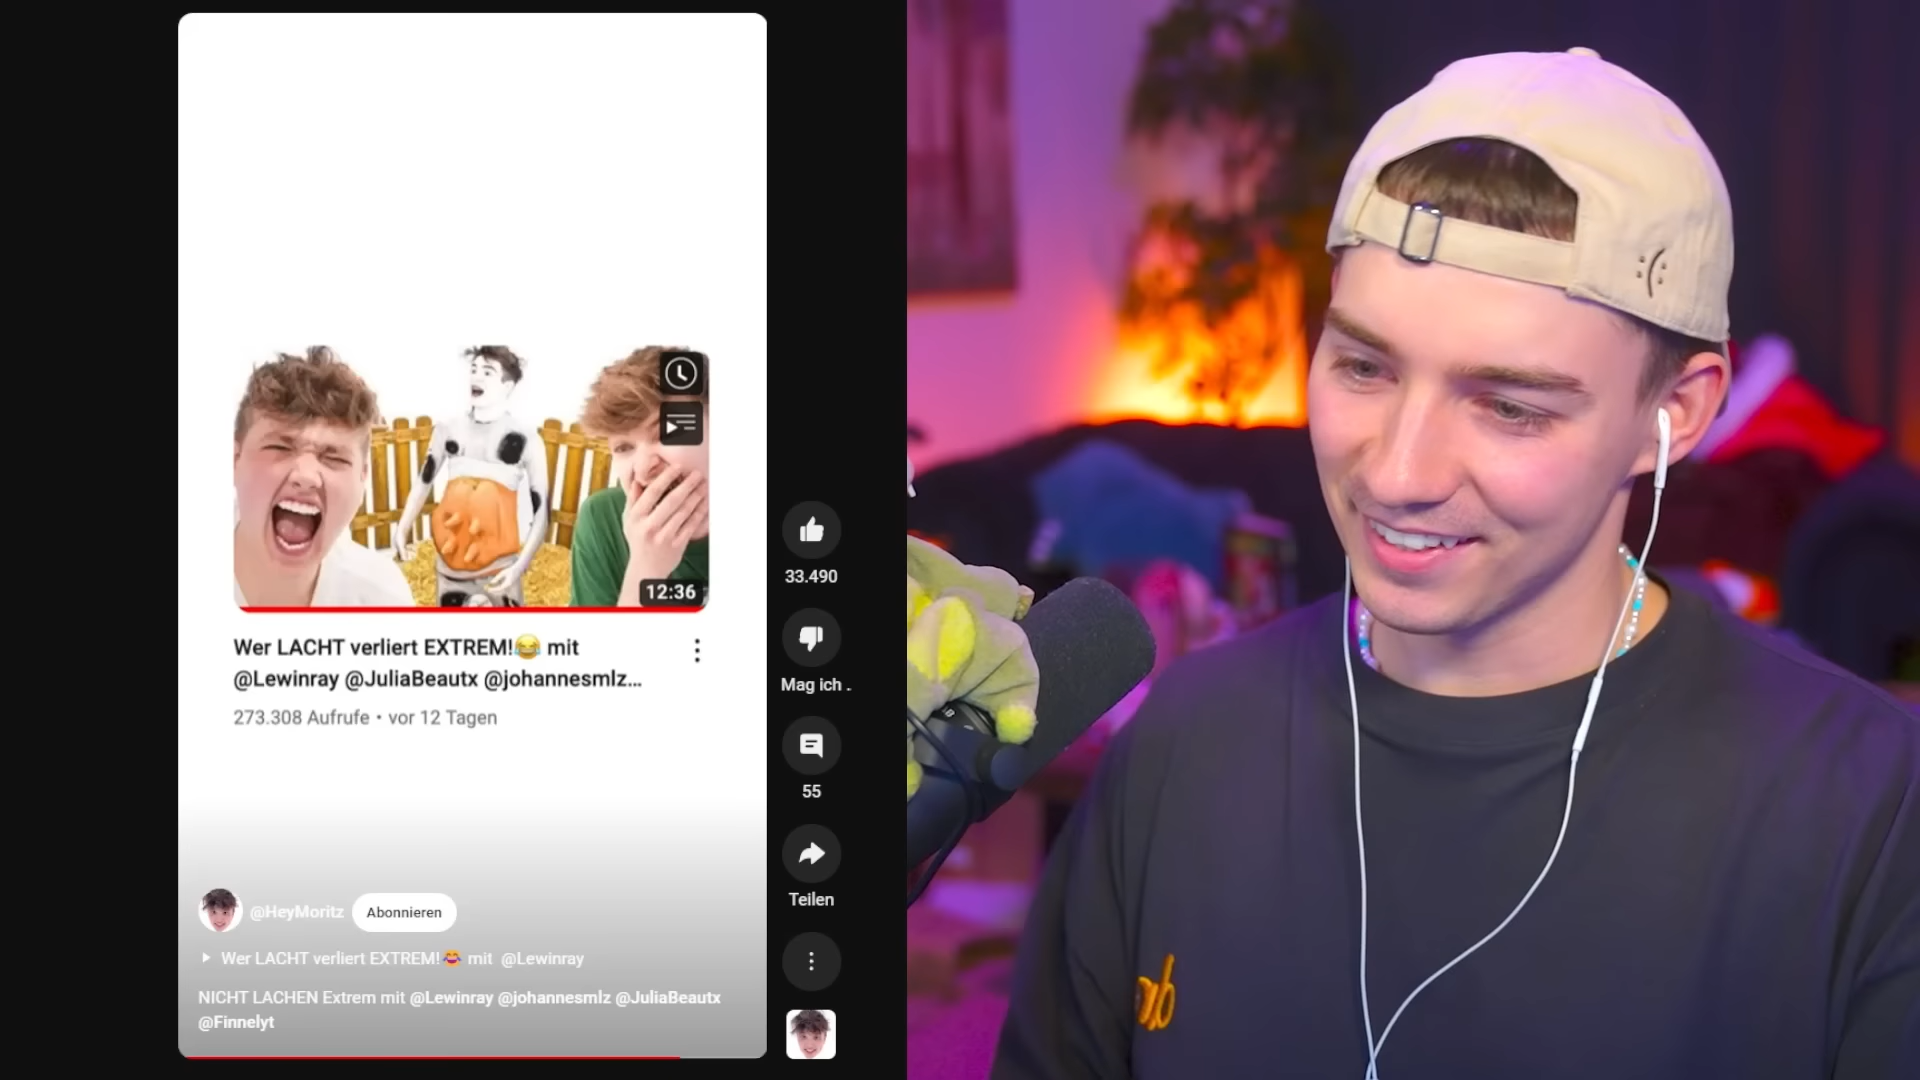 12:36
Wer LACHT verliert EXTREM!😂 mit
@Lewinray @JuliaBeautx @johannesmlz...
273.308 Aufrufe • vor 12 Tagen
33.490
Mag ich .
55
Teilen
@HeyMoritz
Abonnieren
Wer LACHT verliert EXTREM!😂 mit @Lewinray
NICHT LACHEN Extrem mit @Lewinray @johannesmlz @JuliaBeautx
@Finnelyt